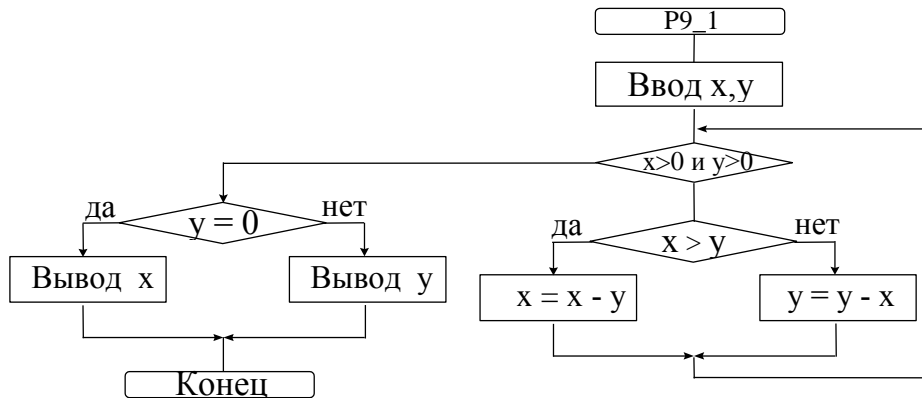 P9_1
Ввод x,y
x>0 и y>0
да
y = 0
нет
да
x > y
нет
Вывод x
Вывод y
x = x - y
y = y - x
Конец